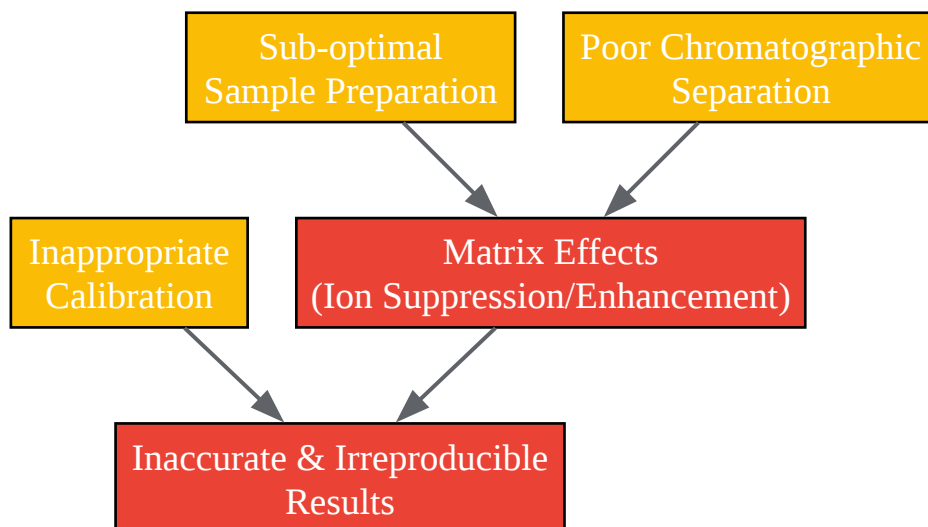 Sub-optimal
Sample Preparation
Poor Chromatographic
Separation
Inappropriate
Calibration
Matrix Effects
(Ion Suppression/Enhancement)
Inaccurate & Irreproducible
Results